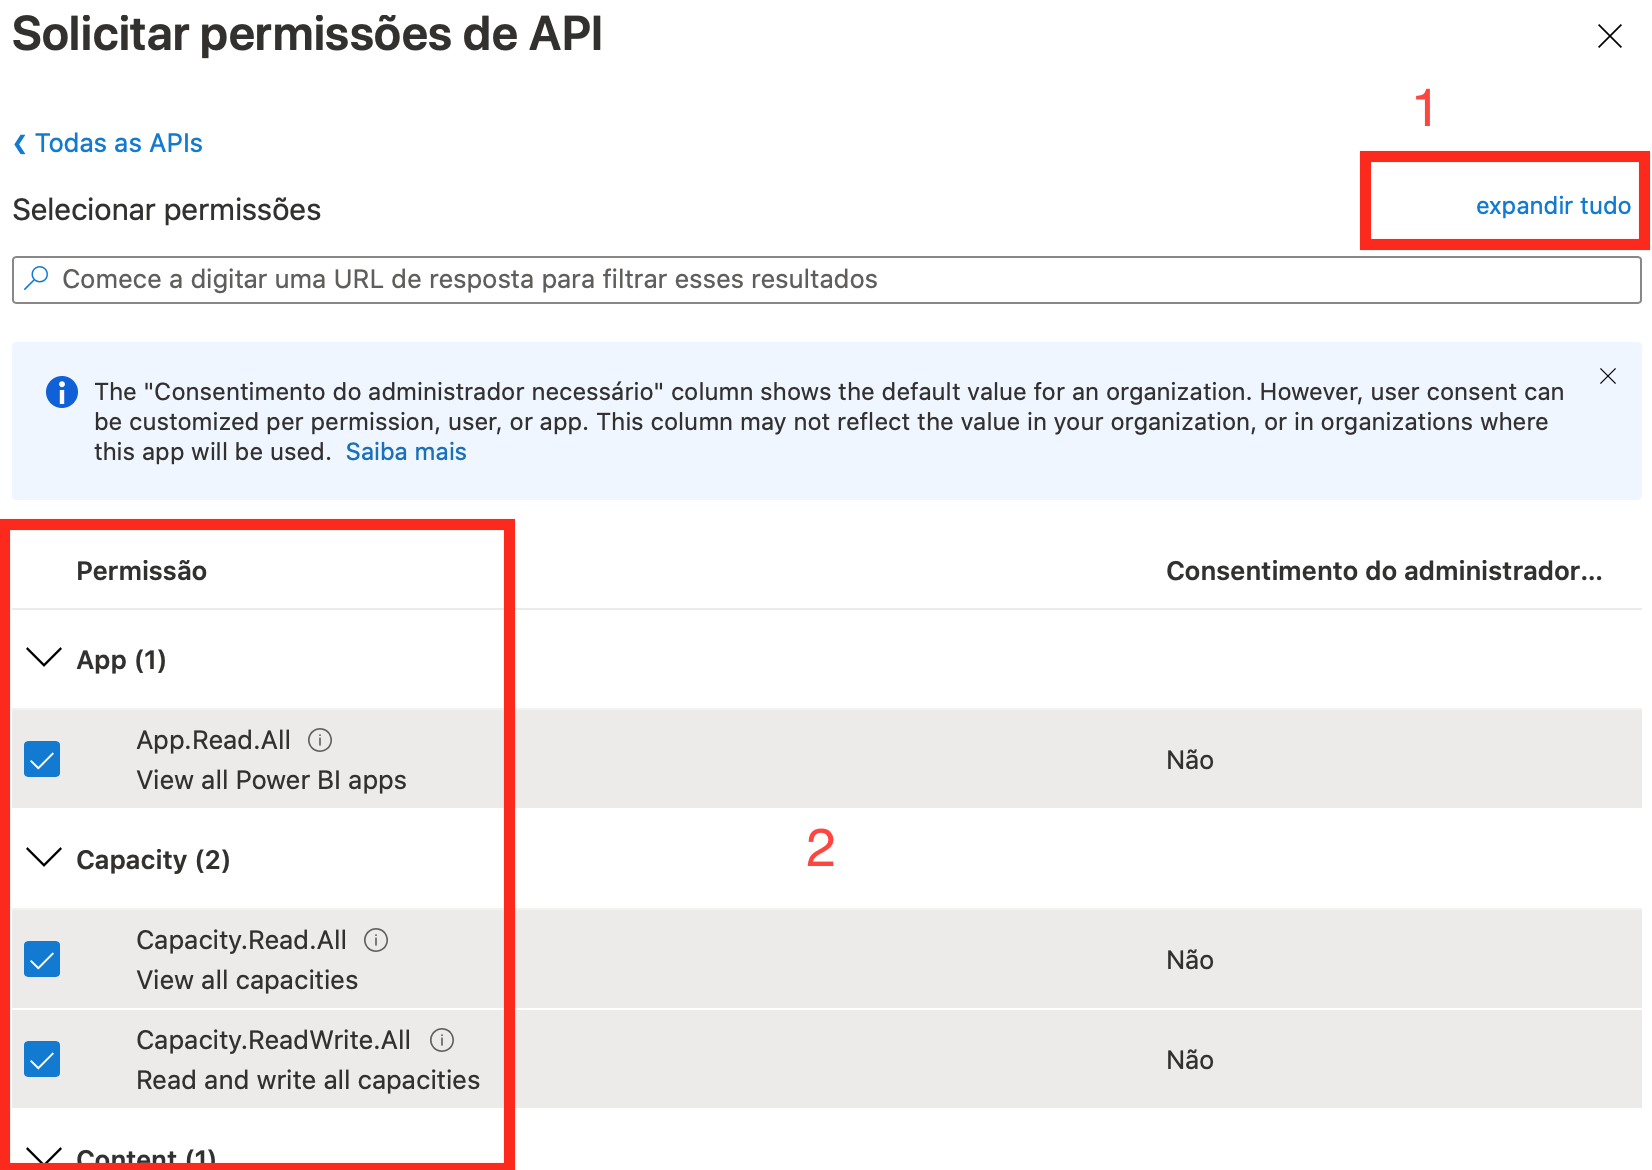 Solicitar permissões de API
1
Todas as APIs
Selecionar permissões
expandir tudo
Comece a digitar uma URL de resposta para filtrar esses resultados
The "Consentimento do administrador necessário" column shows the default value for an organization. However, user consent can
be customized per permission, user, or app. This column may not reflect the value in your organization, or in organizations where
this app will be used. Saiba mais
Permissão
Consentimento do administrador...
App (1)
App.Read.All
View all Power BI apps
Não
2
Capacity (2)
Capacity.Read.All
View all capacities
Não
Capacity.ReadWrite.All
Read and write all capacities
Não
Content (1)